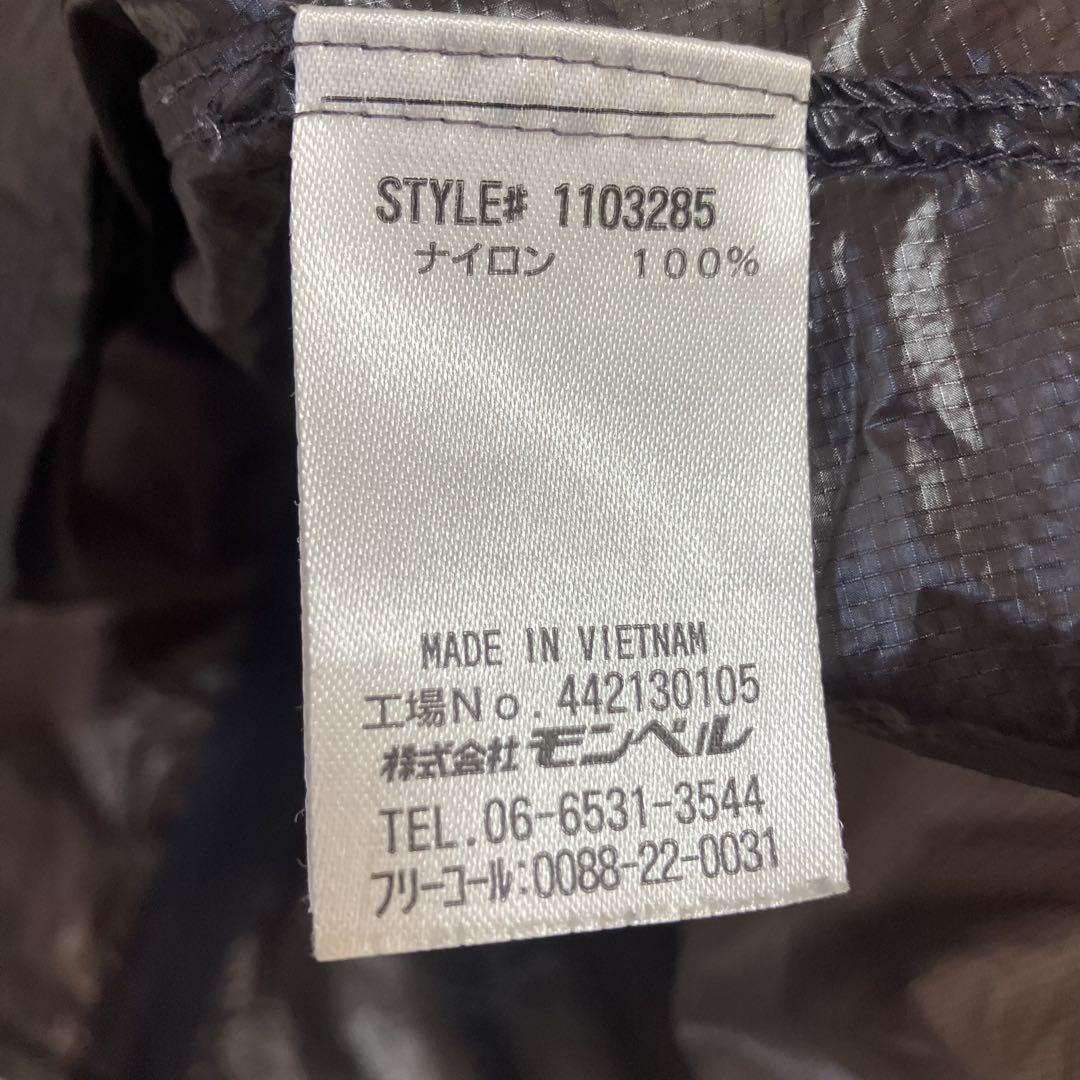 STYLE# 1103285
ナイロン 100%
MADE IN VIETNAM
工場No.442130105
株式会社モンベル
TEL.06-6531-3544
フリーコール:0088-22-0031